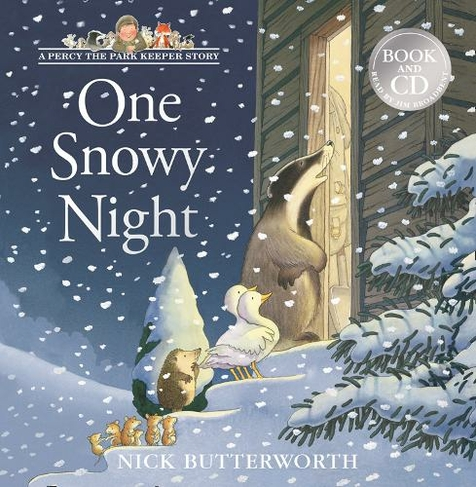 A PERCY THE PARK KEEPER STORY
One
Snowy
Night
BOOK
AND
CD
READ BY JIM BROADBENT
NICK BUTTERWORTH